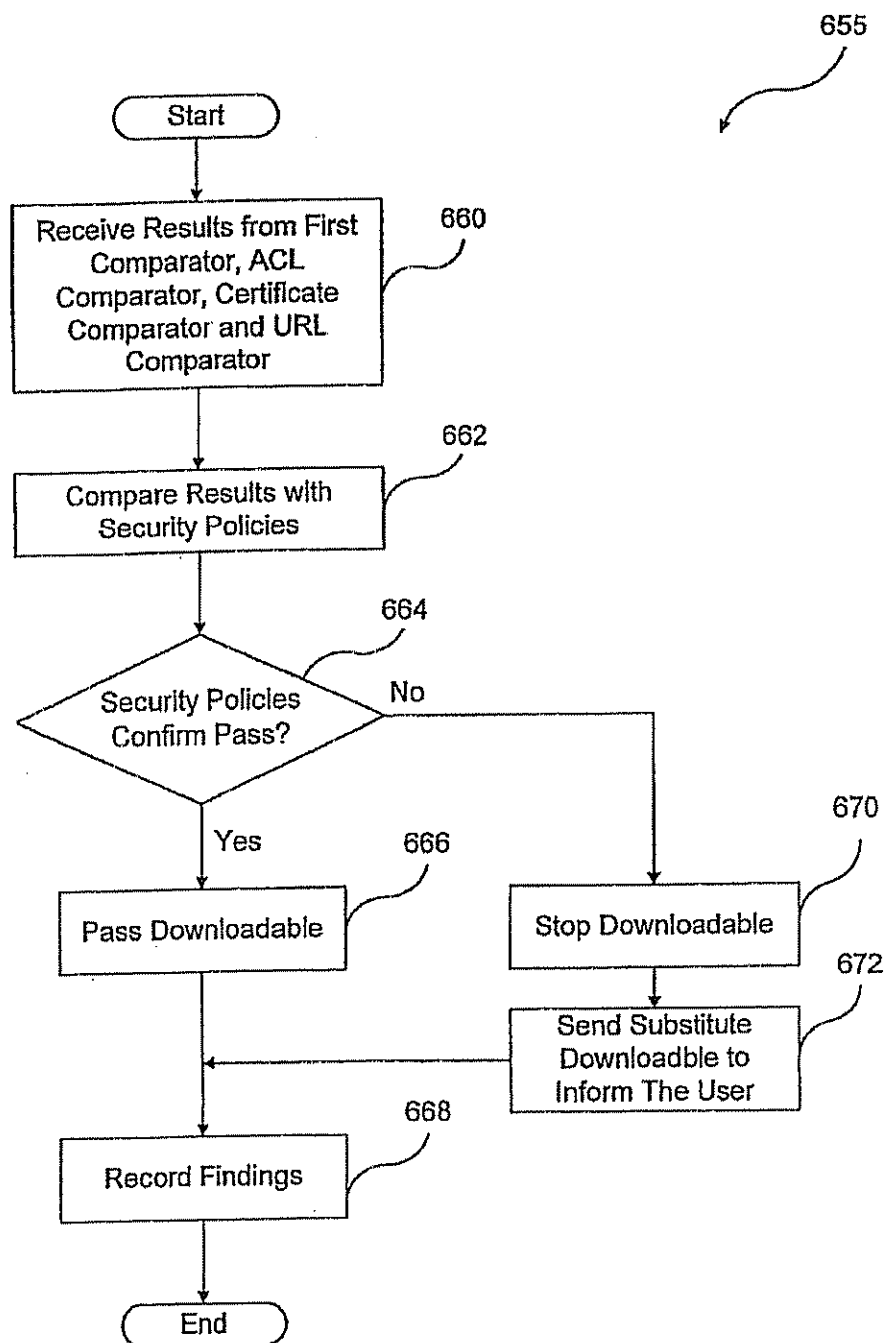 655
Start
Receive Results from First
Comparator, ACL
Comparator, Certificate
Comparator and URL
Comparator
660
Compare Results with
Security Policies
662
664
Security Policies
Confirm Pass?
No
Yes
666
Pass Downloadable
670
Stop Downloadable
672
Send Substitute
Downloadble to
Inform The User
668
Record Findings
End